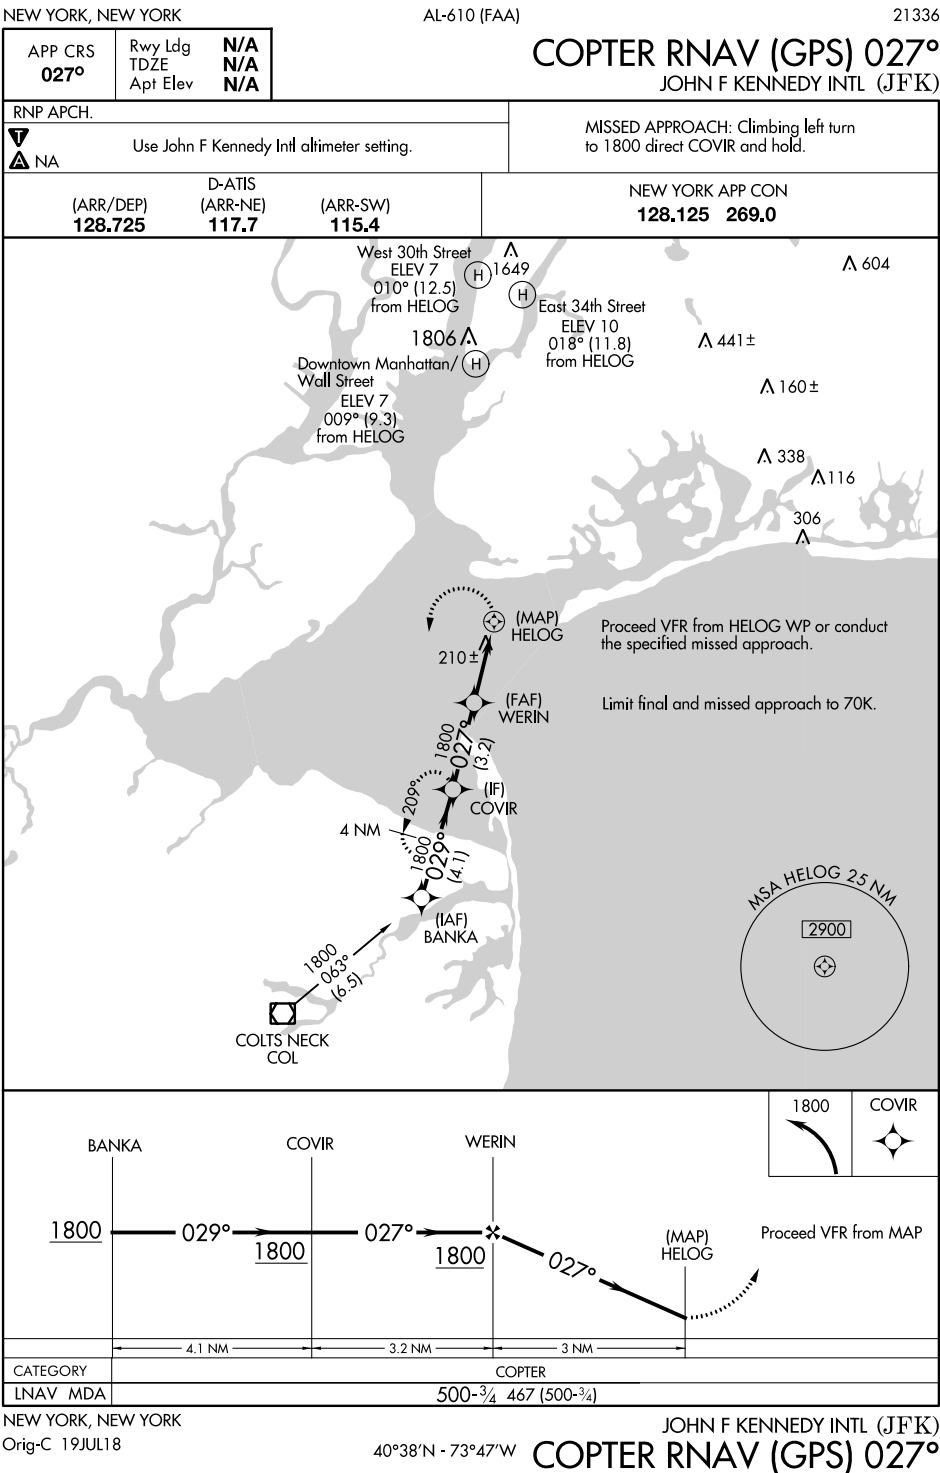 NEW YORK, NEW YORK
AL-610 (FAA)
21336
APP CRS
027°
Rwy Ldg N/A
TDZE N/A
Apt Elev N/A
COPTER RNAV (GPS) 027°
JOHN F KENNEDY INTL (JFK)
RNP APCH.
T
A NA
Use John F Kennedy Intl altimeter setting.
MISSED APPROACH: Climbing left turn
to 1800 direct COVIR and hold.
D-ATIS
(ARR/DEP) (ARR-NE) (ARR-SW)
128.725 117.7 115.4
NEW YORK APP CON
128.125 269.0
West 30th Street
ELEV 7
010° (12.5)
from HELOG
H
1649
H
East 34th Street
ELEV 10
018° (11.8)
from HELOG
604
1806
441±
Downtown Manhattan/
Wall Street
ELEV 7
009° (9.3)
from HELOG
H
160±
338
116
306
(MAP)
HELOG
210±
Proceed VFR from HELOG WP or conduct
the specified missed approach.
(FAF)
WERIN
Limit final and missed approach to 70K.
1800
027°
(3.2)
(IF)
COVIR
209°
4 NM
1800
029°
(4.1)
(IAF)
BANKA
1800
063°
(6.5)
COLTS NECK
COL
MSA HELOG 25 NM
2900
1800
COVIR
BANKA
COVIR
WERIN
1800
029°
1800
027°
1800
027°
(MAP)
HELOG
Proceed VFR from MAP
4.1 NM
3.2 NM
3 NM
CATEGORY
COPTER
LNAV MDA
500-¾ 467 (500-¾)
NEW YORK, NEW YORK
Orig-C 19JUL18
40°38'N - 73°47'W
JOHN F KENNEDY INTL (JFK)
COPTER RNAV (GPS) 027°